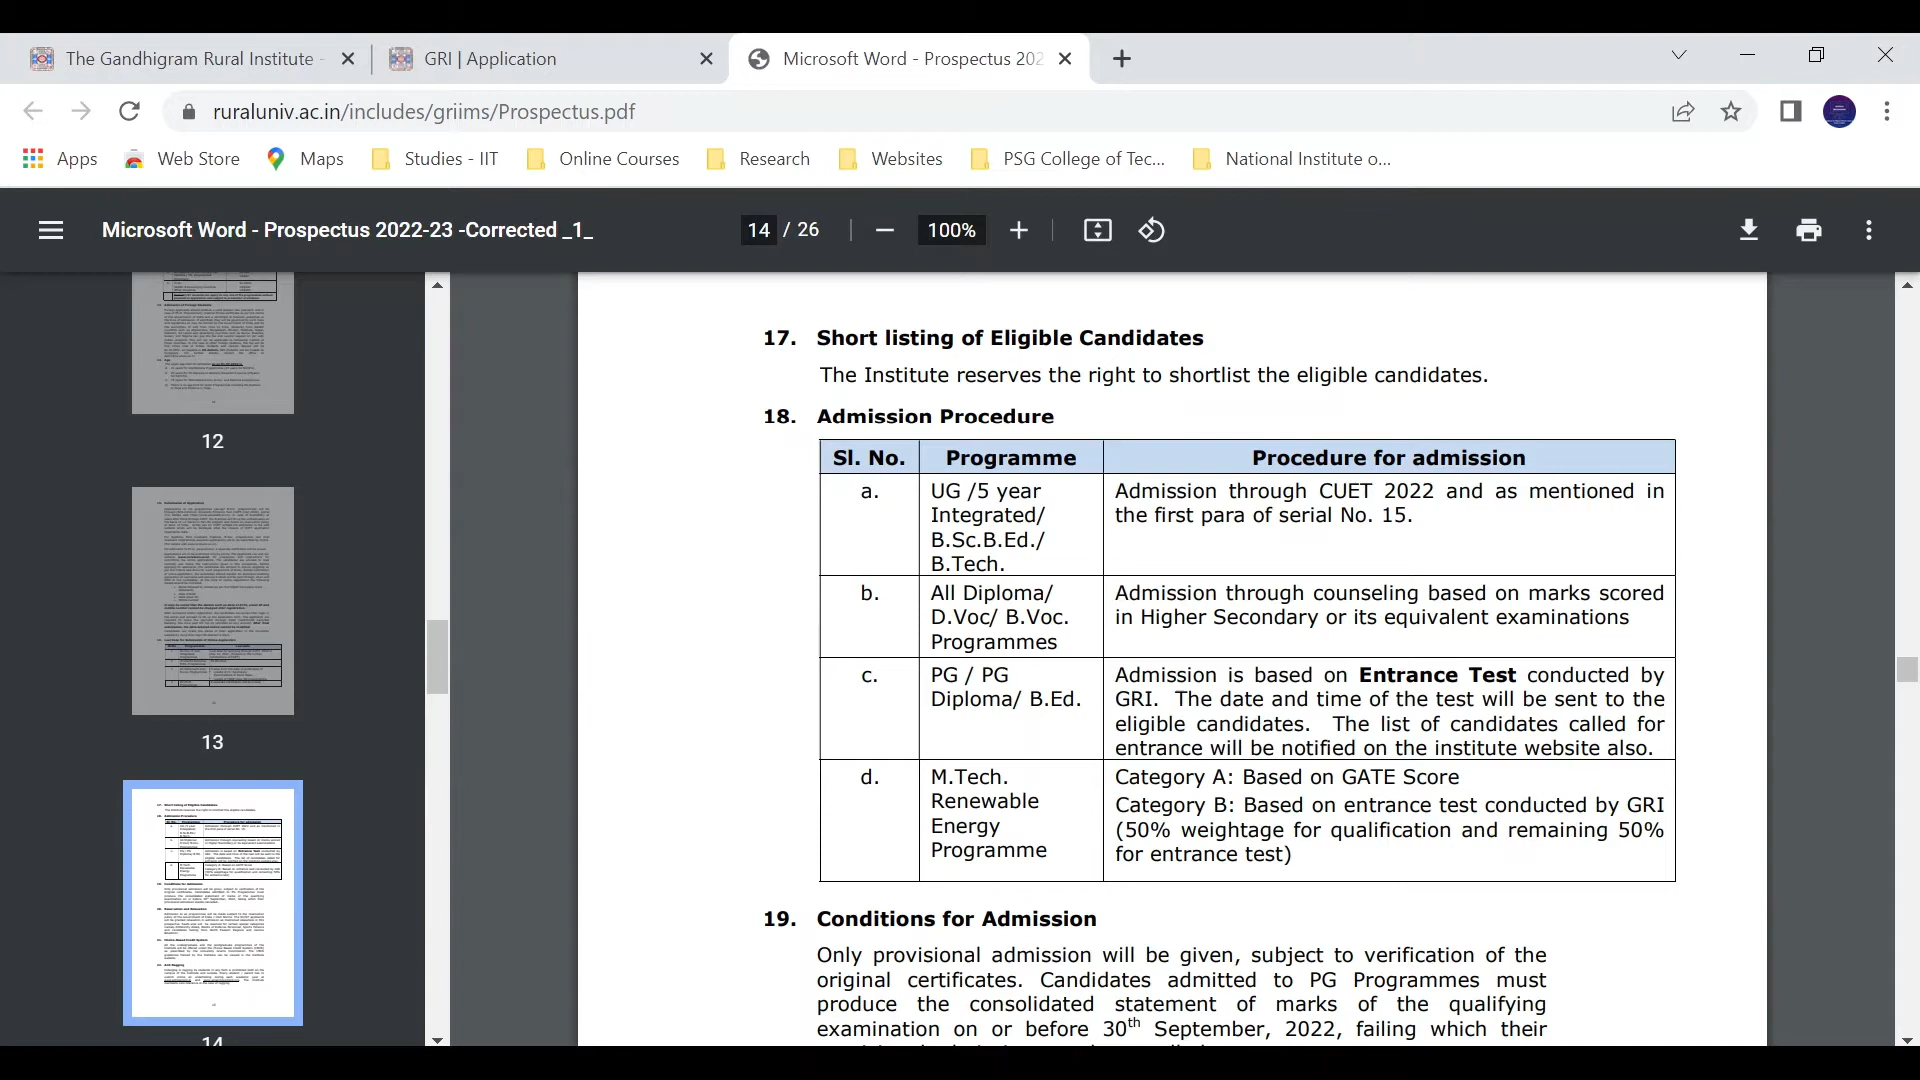 The Gandhigram Rural Institute -
GRI | Application
Microsoft Word - Prospectus 202
ruraluniv.ac.in/includes/griims/Prospectus.pdf
Apps
Web Store
Maps
Studies - IIT
Online Courses
Research
Websites
PSG College of Tec...
National Institute o...
Microsoft Word - Prospectus 2022-23 -Corrected _1_
14 / 26
100%
12
13
14
17. Short listing of Eligible Candidates
The Institute reserves the right to shortlist the eligible candidates.
18. Admission Procedure
Sl. No. Programme Procedure for admission
a. UG /5 year
Integrated/
B.Sc.B.Ed./
B.Tech.
Admission through CUET 2022 and as mentioned in
the first para of serial No. 15.
b. All Diploma/
D.Voc/ B.Voc.
Programmes
Admission through counseling based on marks scored
in Higher Secondary or its equivalent examinations
c. PG / PG
Diploma/ B.Ed.
Admission is based on Entrance Test conducted by
GRI. The date and time of the test will be sent to the
eligible candidates. The list of candidates called for
entrance will be notified on the institute website also.
d. M.Tech.
Renewable
Energy
Programme
Category A: Based on GATE Score
Category B: Based on entrance test conducted by GRI
(50% weightage for qualification and remaining 50%
for entrance test)
19. Conditions for Admission
Only provisional admission will be given, subject to verification of the
original certificates. Candidates admitted to PG Programmes must
produce the consolidated statement of marks of the qualifying
examination on or before 30th September, 2022, failing which their